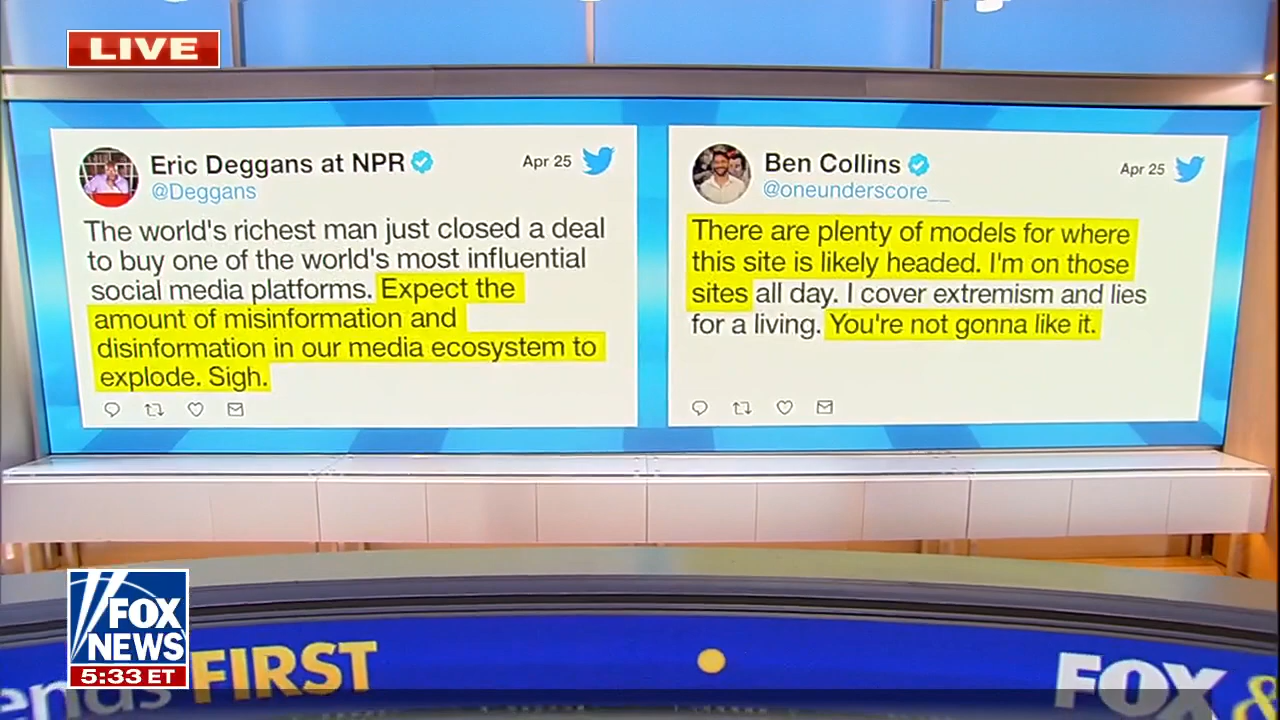 LIVE
Eric Deggans at NPR
Apr 25
@Deggans
The world's richest man just closed a deal
to buy one of the world's most influential
social media platforms. Expect the
amount of misinformation and
disinformation in our media ecosystem to
explode. Sigh.
Ben Collins
Apr 25
@oneunderscore__
There are plenty of models for where
this site is likely headed. I'm on those
sites all day. I cover extremism and lies
for a living. You're not gonna like it.
FOX
NEWS
5:33 ET
ends FIRST
FOX &